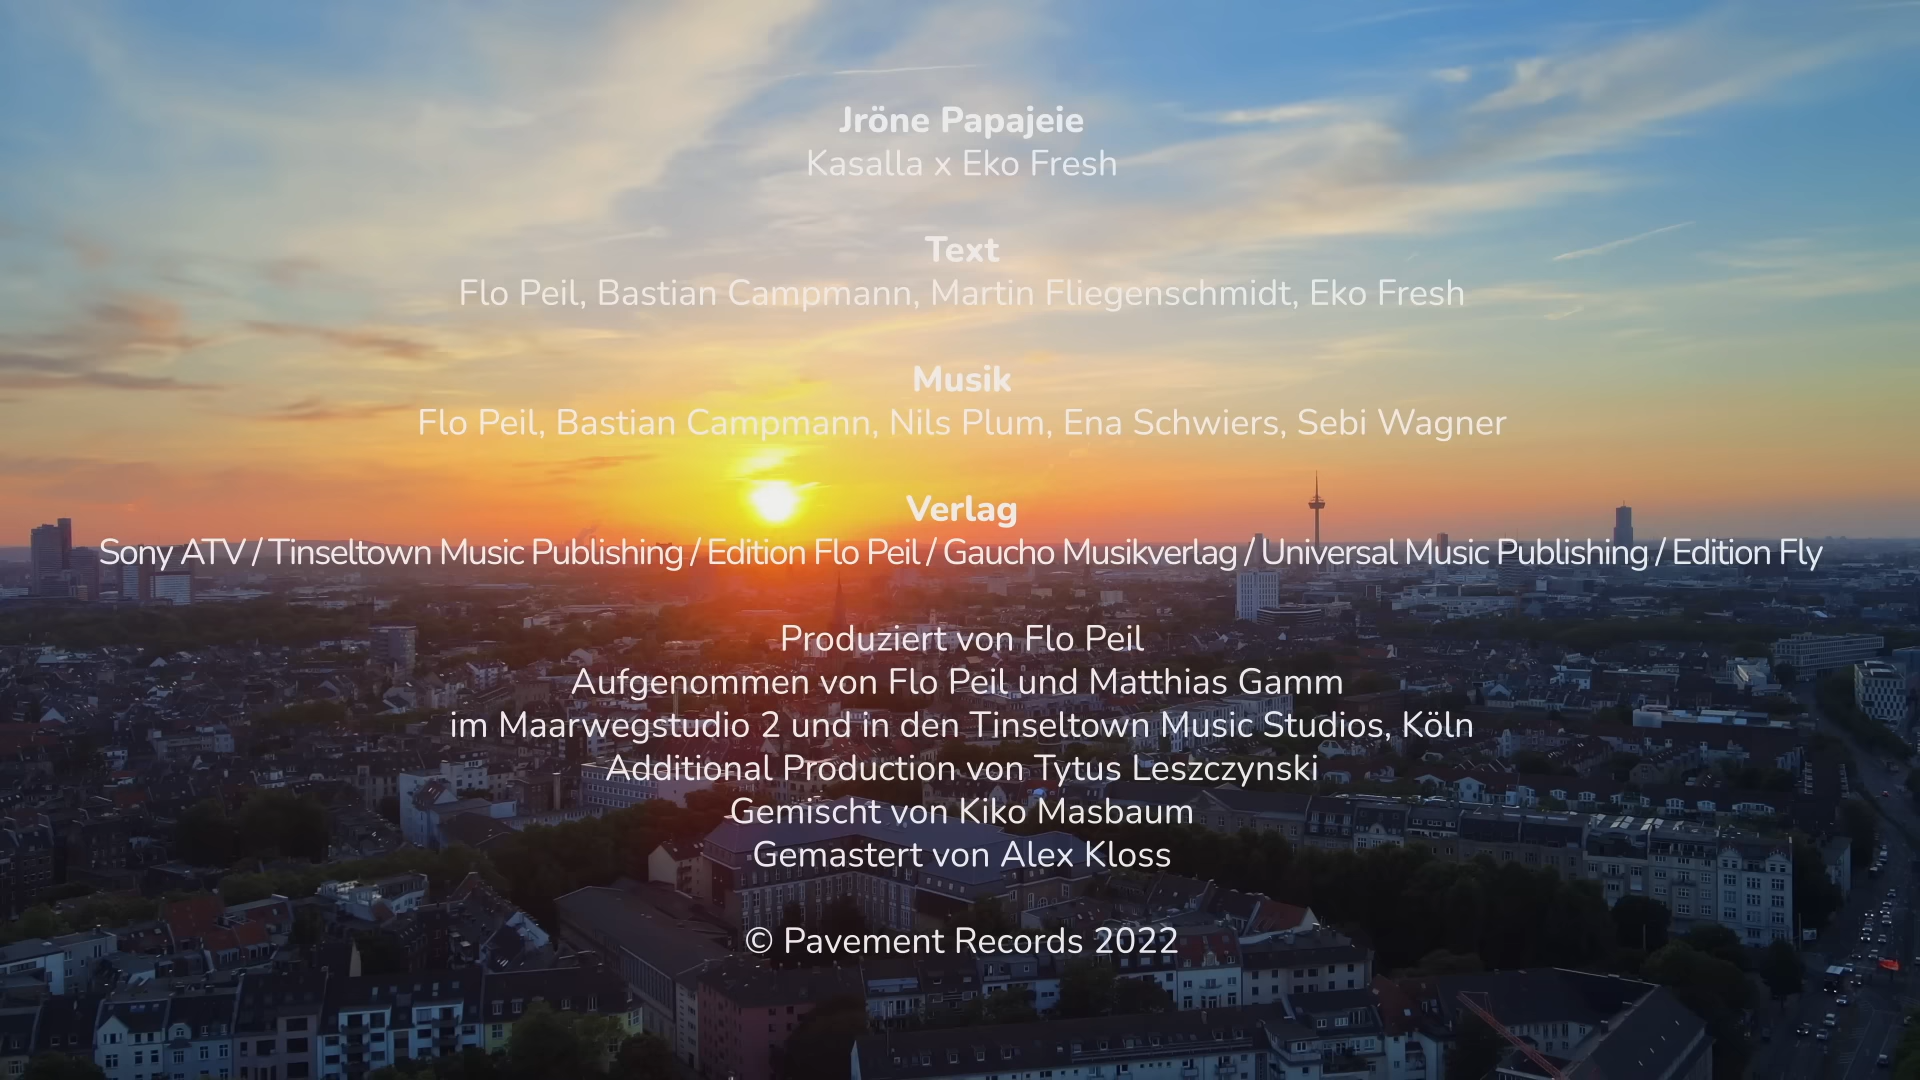 Jröne Papajeie
Kasalla x Eko Fresh
Text
Flo Peil, Bastian Campmann, Martin Fliegenschmidt, Eko Fresh
Musik
Flo Peil, Bastian Campmann, Nils Plum, Ena Schwiers, Sebi Wagner
Verlag
Sony ATV / Tinseltown Music Publishing / Edition Flo Peil / Gaucho Musikverlag / Universal Music Publishing / Edition Fly
Produziert von Flo Peil
Aufgenommen von Flo Peil und Matthias Gamm
im Maarwegstudio 2 und in den Tinseltown Music Studios, Köln
Additional Production von Tytus Leszczynski
Gemischt von Kiko Masbaum
Gemastert von Alex Kloss
© Pavement Records 2022